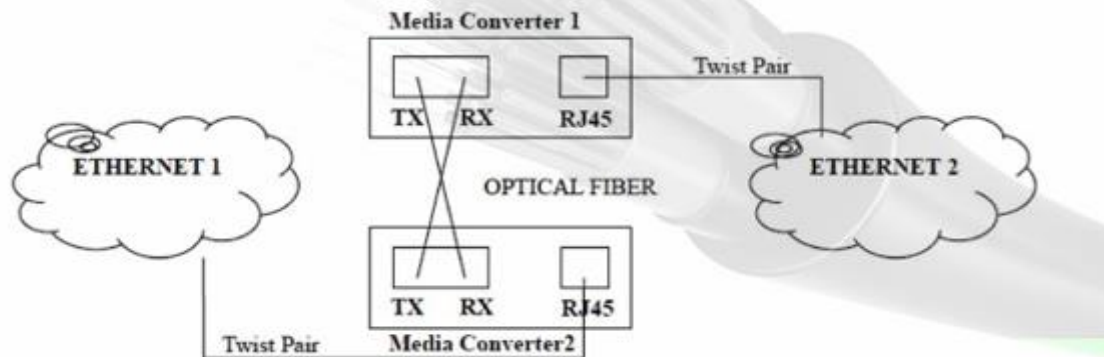 Media Converter 1
Twist Pair
TX RX RJ45
ETHERNET 1
ETHERNET 2
OPTICAL FIBER
TX RX RJ45
Twist Pair
Media Converter2